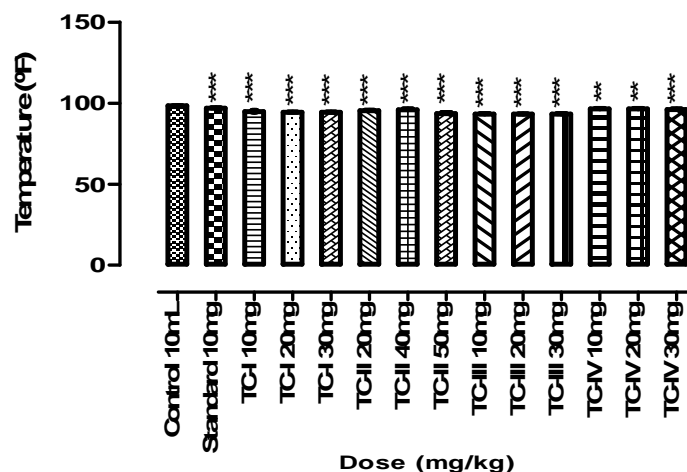 150
100
50
0
Temperature (ºF)
***
***
***
***
***
***
***
***
***
***
**
**
***
Control 10mL
Standard 10mg
TC-I 10mg
TC-I 20mg
TC-I 30mg
TC-II 20mg
TC-II 40mg
TC-II 50mg
TC-III 10mg
TC-III 20mg
TC-III 30mg
TC-IV 10mg
TC-IV 20mg
TC-IV 30mg
Dose (mg/kg)